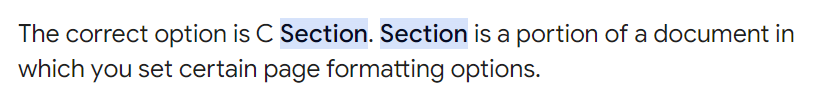 The correct option is C Section. Section is a portion of a document in
which you set certain page formatting options.